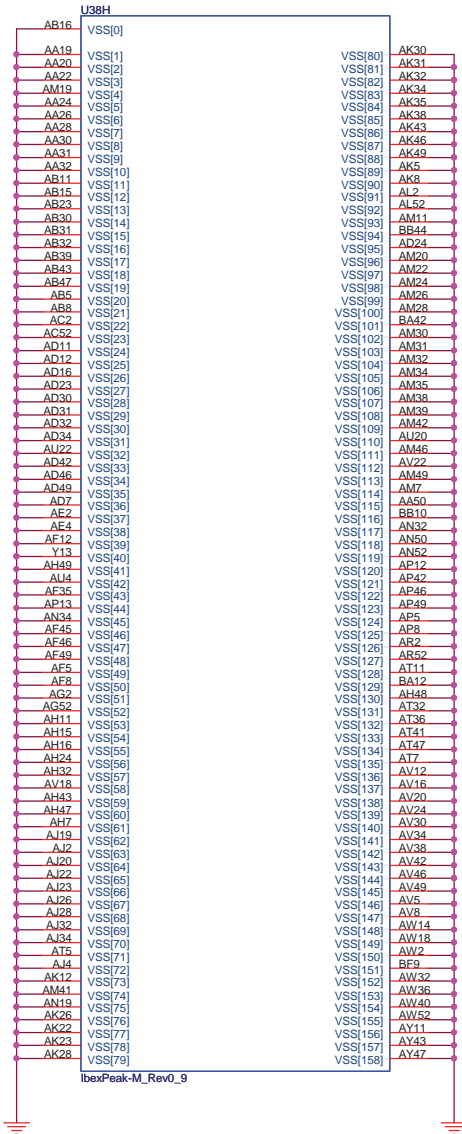 U38H
AB16 VSS[0]
AA19 VSS[1] VSS[80] AK30
AA20 VSS[2] VSS[81] AK31
AA22 VSS[3] VSS[82] AK32
AM19 VSS[4] VSS[83] AK34
AA24 VSS[5] VSS[84] AK35
AA26 VSS[6] VSS[85] AK38
AA28 VSS[7] VSS[86] AK43
AA30 VSS[8] VSS[87] AK46
AA31 VSS[9] VSS[88] AK49
AA32 VSS[10] VSS[89] AK5
AB11 VSS[11] VSS[90] AK8
AB15 VSS[12] VSS[91] AL2
AB23 VSS[13] VSS[92] AL52
AB30 VSS[14] VSS[93] AM11
AB31 VSS[15] VSS[94] BB44
AB32 VSS[16] VSS[95] AD24
AB39 VSS[17] VSS[96] AM20
AB43 VSS[18] VSS[97] AM22
AB47 VSS[19] VSS[98] AM24
AB5 VSS[20] VSS[99] AM26
AB8 VSS[21] VSS[100] AM28
AC2 VSS[22] VSS[101] BA42
AC52 VSS[23] VSS[102] AM30
AD11 VSS[24] VSS[103] AM31
AD12 VSS[25] VSS[104] AM32
AD16 VSS[26] VSS[105] AM34
AD23 VSS[27] VSS[106] AM35
AD30 VSS[28] VSS[107] AM38
AD31 VSS[29] VSS[108] AM39
AD32 VSS[30] VSS[109] AM42
AD34 VSS[31] VSS[110] AU20
AU22 VSS[32] VSS[111] AM46
AD42 VSS[33] VSS[112] AV22
AD46 VSS[34] VSS[113] AM49
AD49 VSS[35] VSS[114] AM7
AD7 VSS[36] VSS[115] AA50
AE2 VSS[37] VSS[116] BB10
AE4 VSS[38] VSS[117] AN32
AF12 VSS[39] VSS[118] AN50
Y13 VSS[40] VSS[119] AN52
AH49 VSS[41] VSS[120] AP12
AU4 VSS[42] VSS[121] AP42
AF35 VSS[43] VSS[122] AP46
AP13 VSS[44] VSS[123] AP49
AN34 VSS[45] VSS[124] AP5
AF45 VSS[46] VSS[125] AP8
AF46 VSS[47] VSS[126] AR2
AF49 VSS[48] VSS[127] AR52
AF5 VSS[49] VSS[128] AT11
AF8 VSS[50] VSS[129] BA12
AG2 VSS[51] VSS[130] AH48
AG52 VSS[52] VSS[131] AT32
AH11 VSS[53] VSS[132] AT36
AH15 VSS[54] VSS[133] AT41
AH16 VSS[55] VSS[134] AT47
AH24 VSS[56] VSS[135] AT7
AH32 VSS[57] VSS[136] AV12
AV18 VSS[58] VSS[137] AV16
AH43 VSS[59] VSS[138] AV20
AH47 VSS[60] VSS[139] AV24
AH7 VSS[61] VSS[140] AV30
AJ19 VSS[62] VSS[141] AV34
AJ2 VSS[63] VSS[142] AV38
AJ20 VSS[64] VSS[143] AV42
AJ22 VSS[65] VSS[144] AV46
AJ23 VSS[66] VSS[145] AV49
AJ26 VSS[67] VSS[146] AV5
AJ28 VSS[68] VSS[147] AV8
AJ32 VSS[69] VSS[148] AW14
AJ34 VSS[70] VSS[149] AW18
AT5 VSS[71] VSS[150] AW2
AJ4 VSS[72] VSS[151] BF9
AK12 VSS[73] VSS[152] AW32
AM41 VSS[74] VSS[153] AW36
AN19 VSS[75] VSS[154] AW40
AK26 VSS[76] VSS[155] AW52
AK22 VSS[77] VSS[156] AY11
AK23 VSS[78] VSS[157] AY43
AK28 VSS[79] VSS[158] AY47
IbexPeak-M_Rev0_9